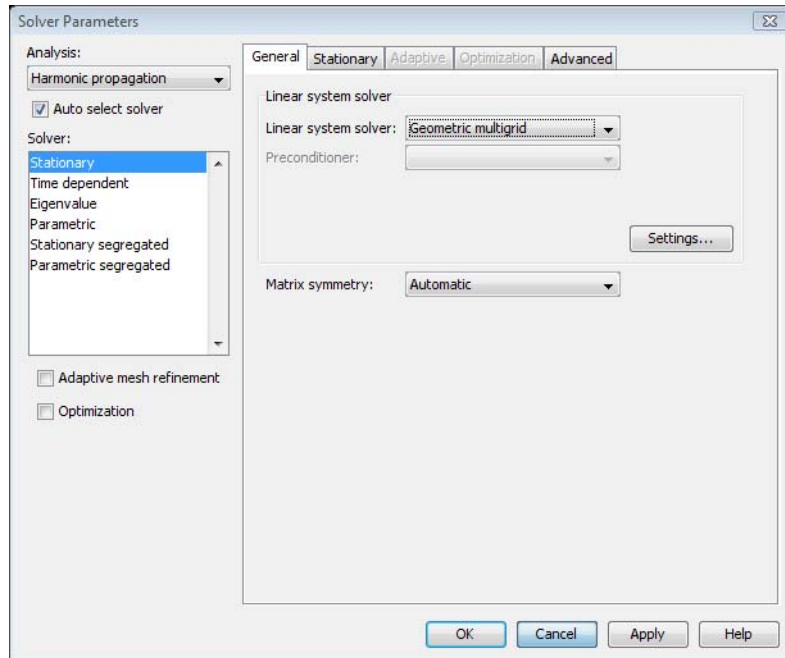 Solver Parameters
Analysis:
Harmonic propagation
Auto select solver
Solver:
Stationary
Time dependent
Eigenvalue
Parametric
Stationary segregated
Parametric segregated
Adaptive mesh refinement
Optimization
General Stationary Adaptive Optimization Advanced
Linear system solver
Linear system solver: Geometric multigrid
Preconditioner:
Settings...
Matrix symmetry: Automatic
OK Cancel Apply Help